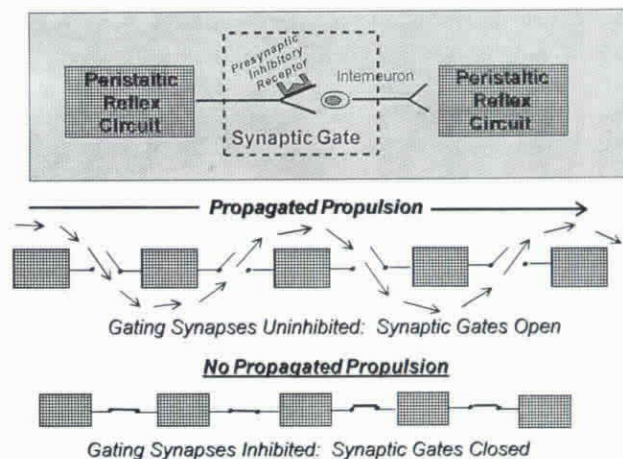 Peristaltic
Reflex
Circuit
Presynaptic
Inhibitory
Receptor
Interneuron
Synaptic Gate
Peristaltic
Reflex
Circuit
Propagated Propulsion
Gating Synapses Uninhibited: Synaptic Gates Open
No Propagated Propulsion
Gating Synapses Inhibited: Synaptic Gates Closed